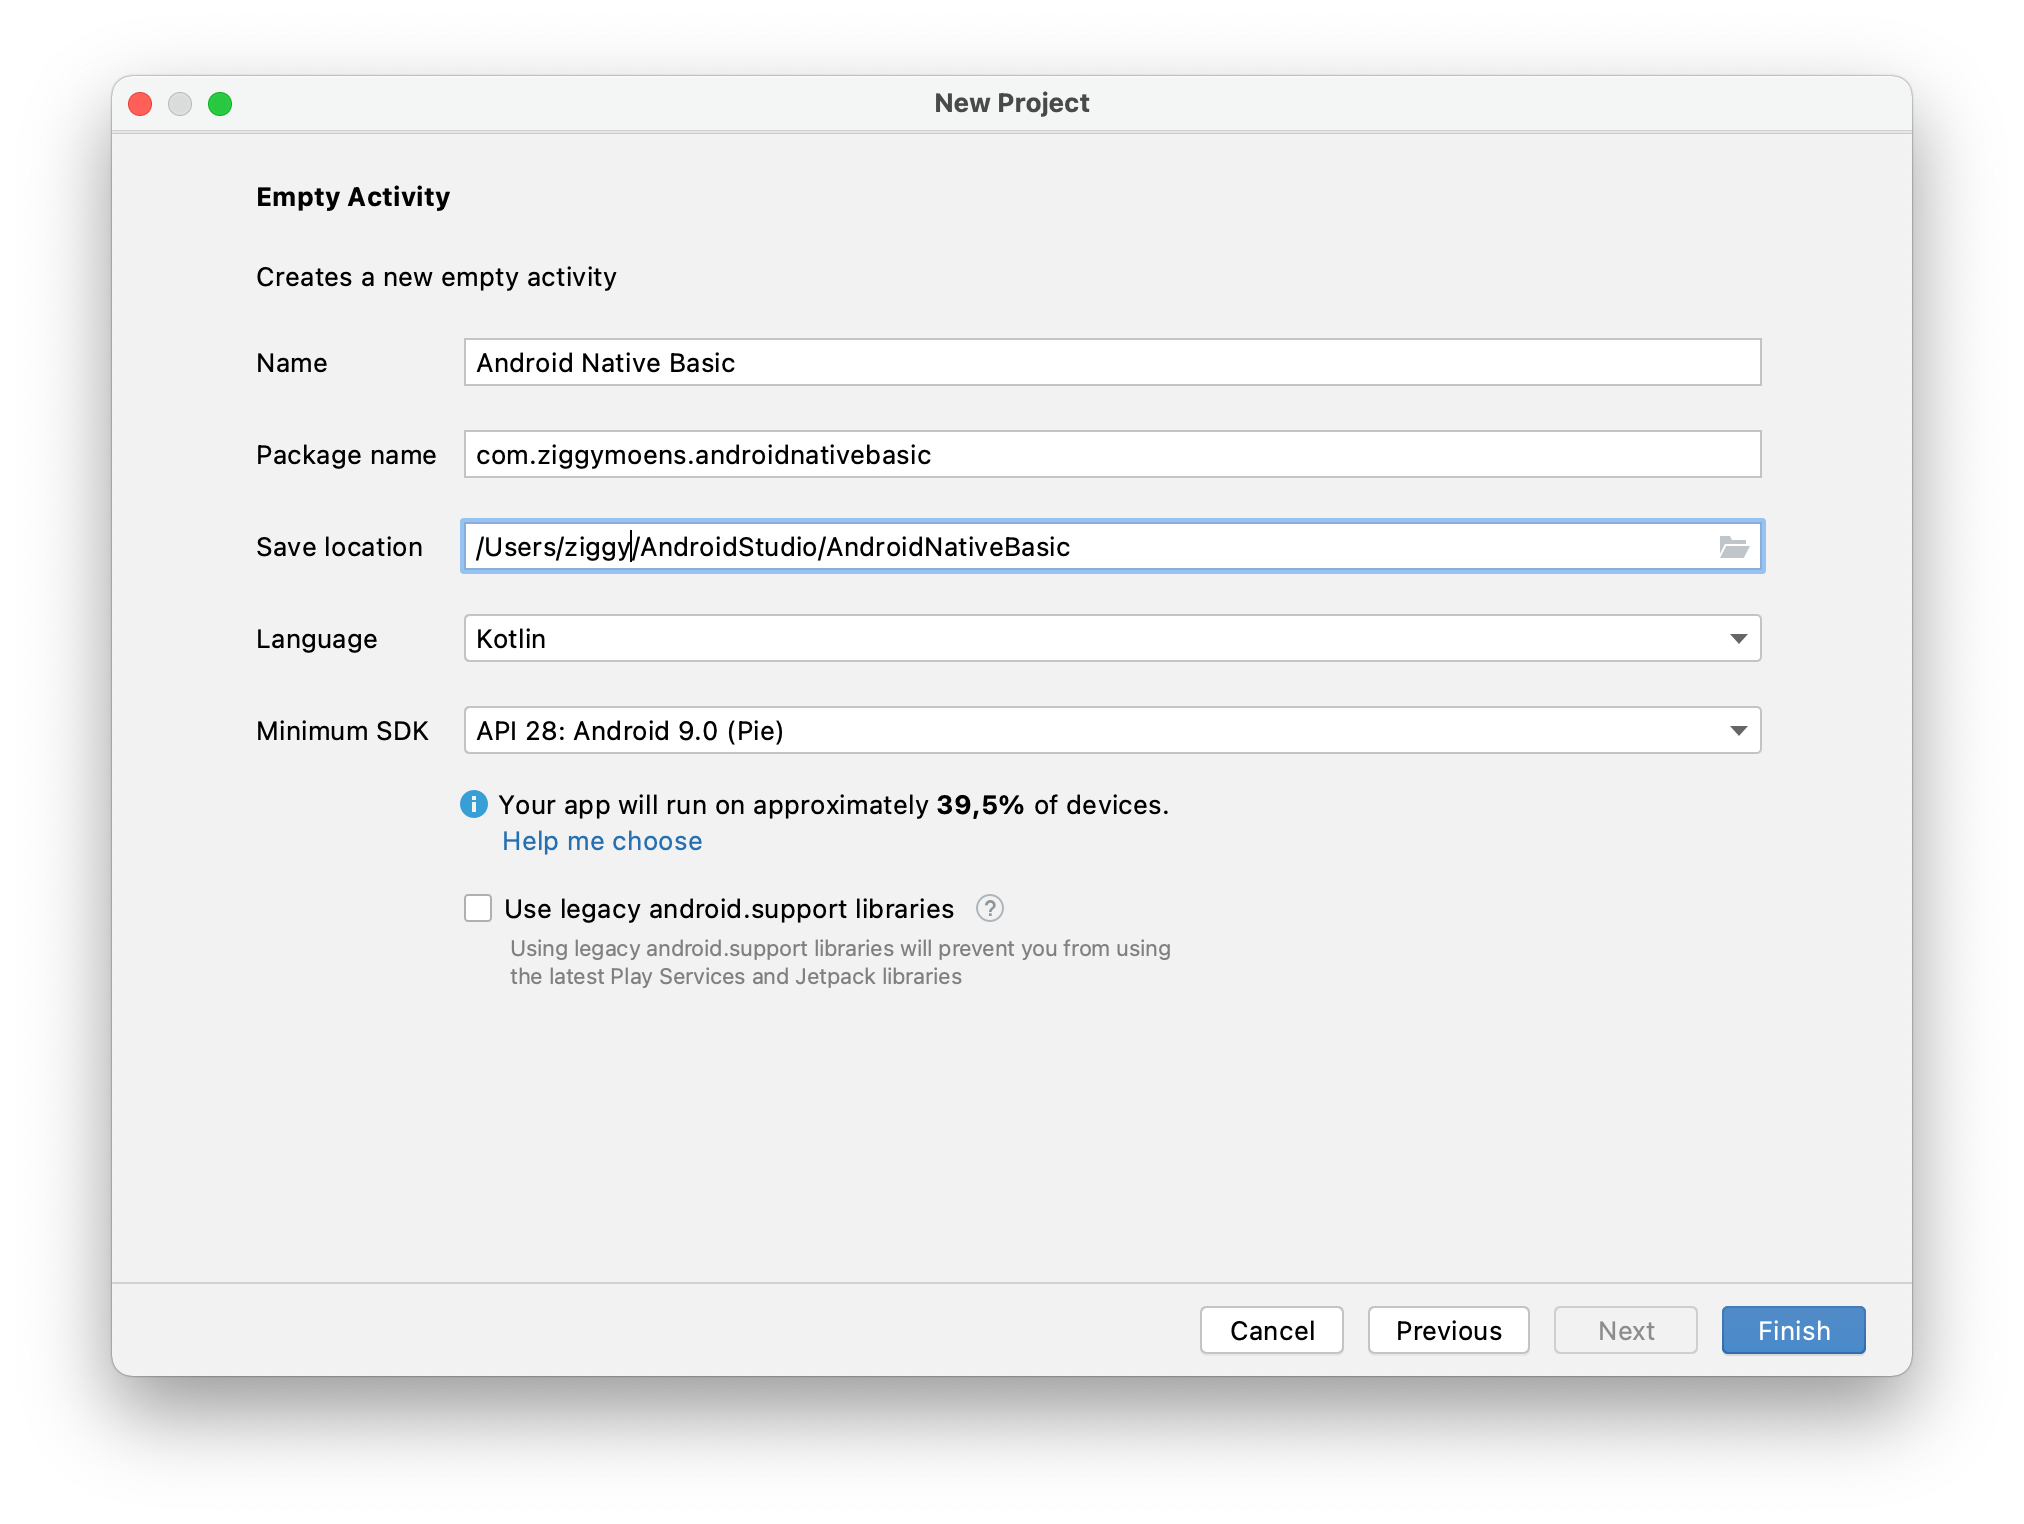 New Project
Empty Activity
Creates a new empty activity
Name Android Native Basic
Package name com.ziggymoens.androidnativebasic
Save location /Users/ziggy/AndroidStudio/AndroidNativeBasic
Language Kotlin
Minimum SDK API 28: Android 9.0 (Pie)
Your app will run on approximately 39,5% of devices.
Help me choose
Use legacy android.support libraries ?
Using legacy android.support libraries will prevent you from using
the latest Play Services and Jetpack libraries
Cancel Previous Next Finish